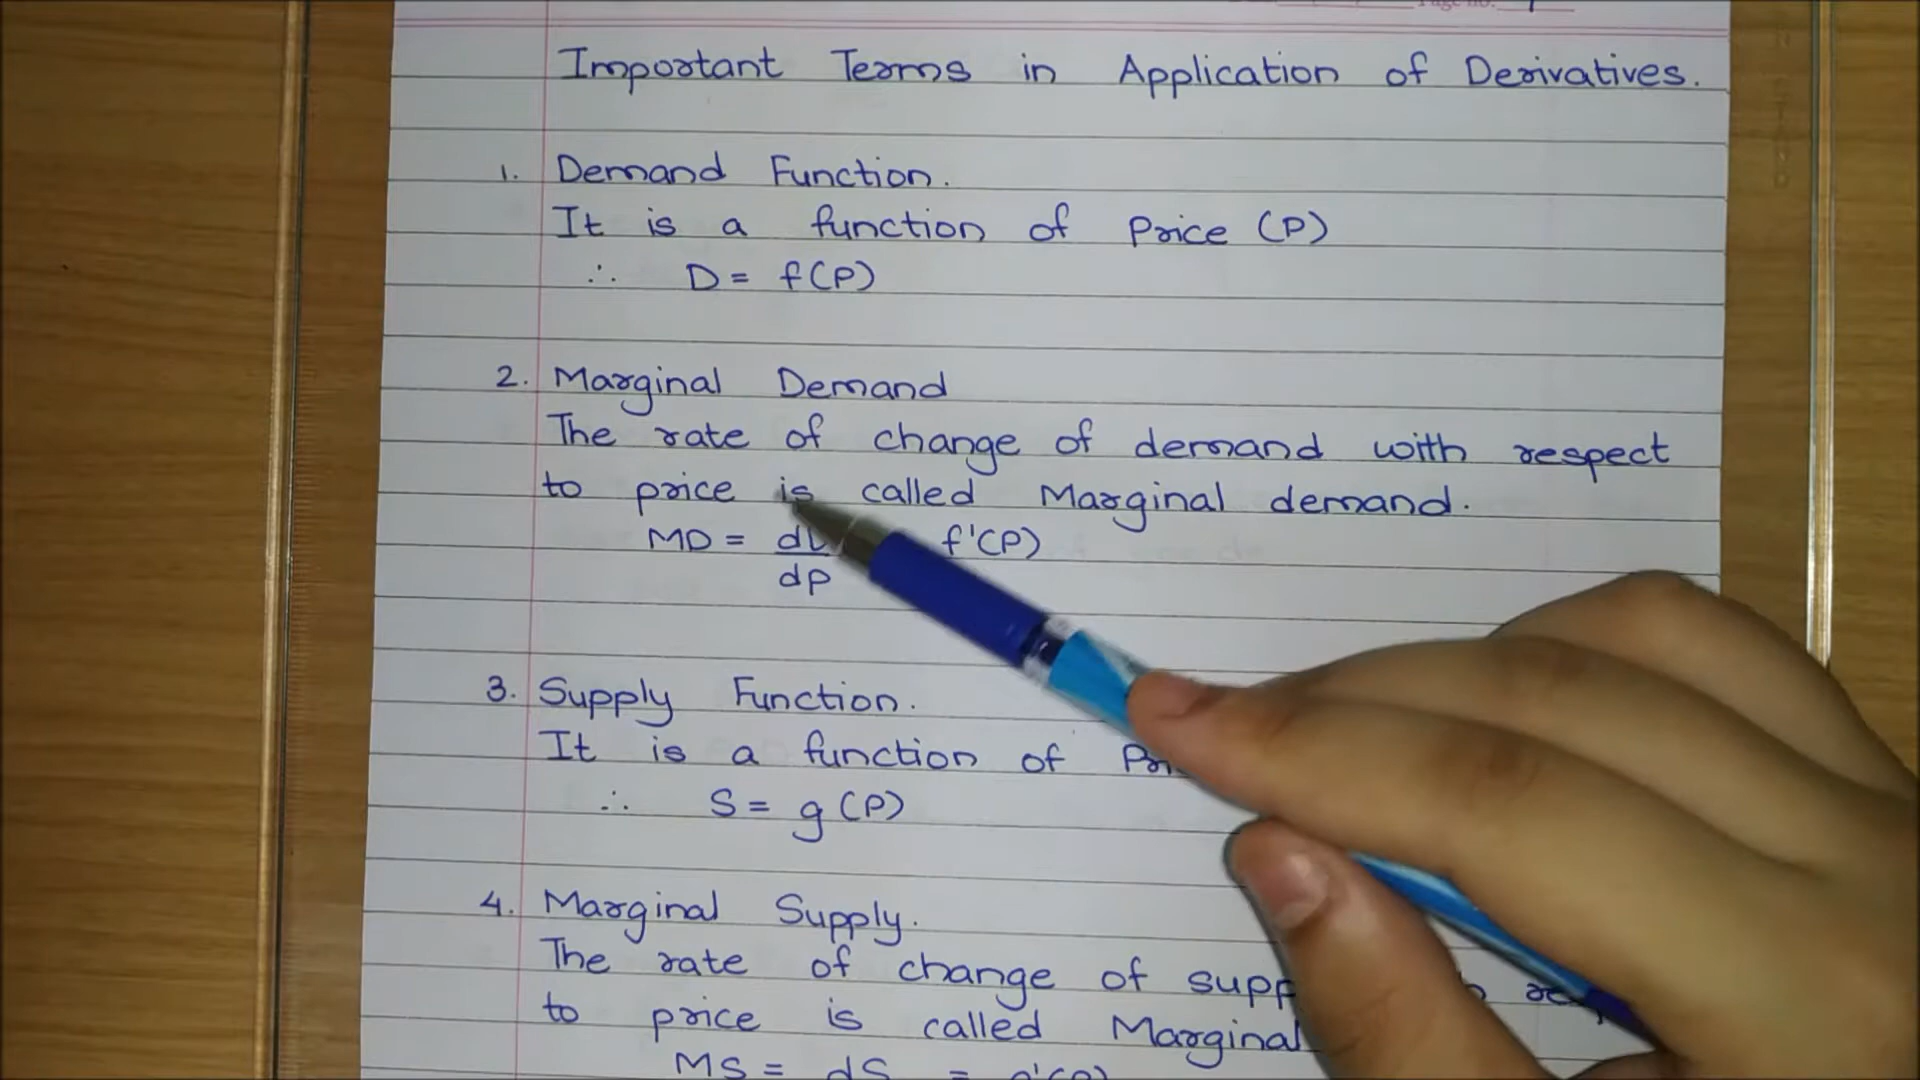 Important Terms in Application of Derivatives.
1. Demand Function.
It is a function of Price (P)
∴ D = f(P)
2. Marginal Demand
The rate of change of demand with respect
to price is called Marginal demand.
MD = f'(P)
dp
3. Supply Function.
It is a function of
∴ S = g(P)
4. Marginal Supply.
The rate of change of
to price is called Marginal
MS = dS =